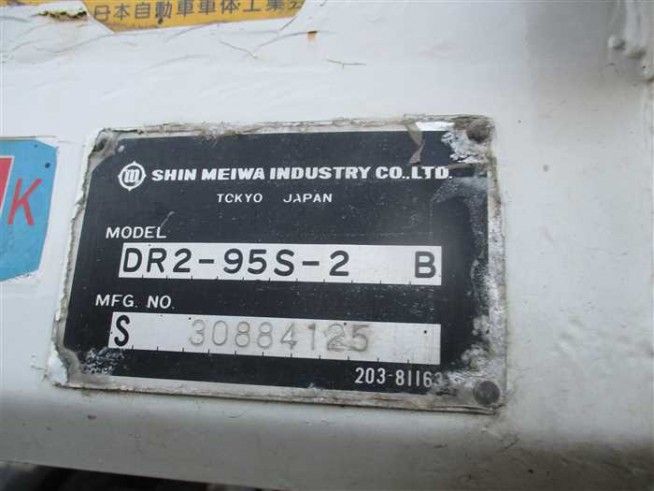 日本自動車車体工業
K
SHIN MEIWA INDUSTRY CO., LTD.
TOKYO JAPAN
MODEL
DR2-95S-2 B
MFG. NO.
S 30884125
203-81163